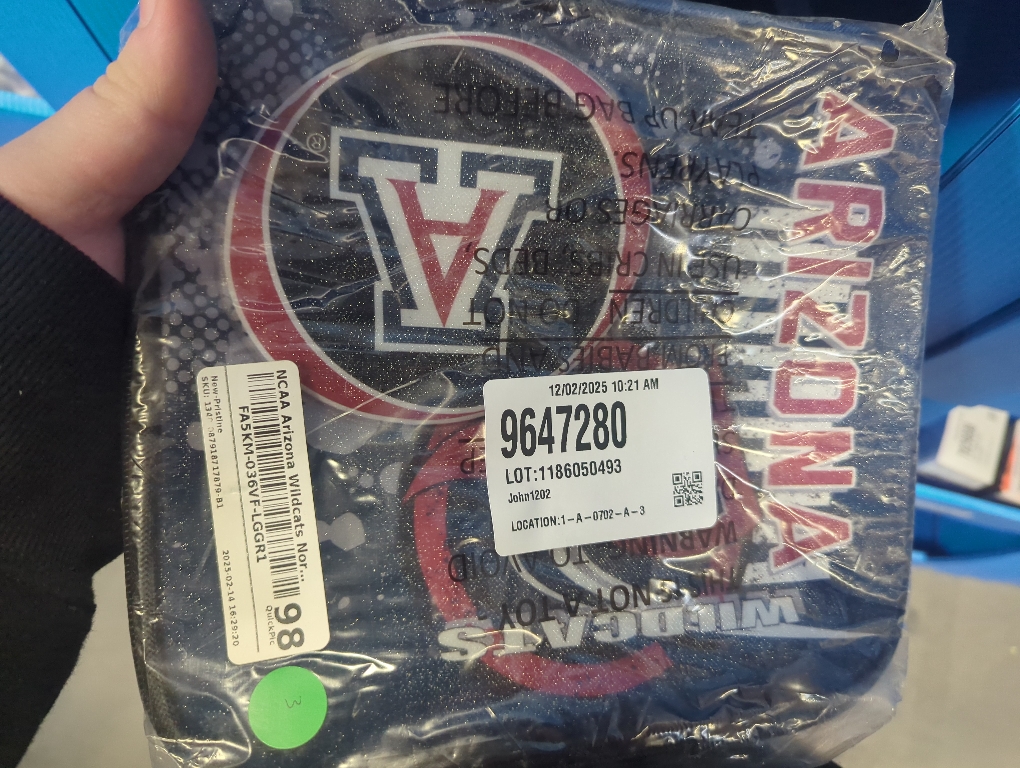 ARIZONA
WILDCATS
A
®
THIS IS NOT A TOY
WARNING
TO AVOID
FROM BABIES AND
CHILDREN. DO NOT
USE IN CRIBS, BEDS,
CARRIAGES OR
PLAYPENS.
TEAR UP BAG BEFORE
12/02/2025 10:21 AM
9647280
LOT:1186050493
John1202
LOCATION:1-A-0702-A-3
NCAA Arizona Wildcats Nor...
FA5KM-036VF-LGGR1
98
QuickPic
New-Pristine
2025-02-14 16:29:20
3